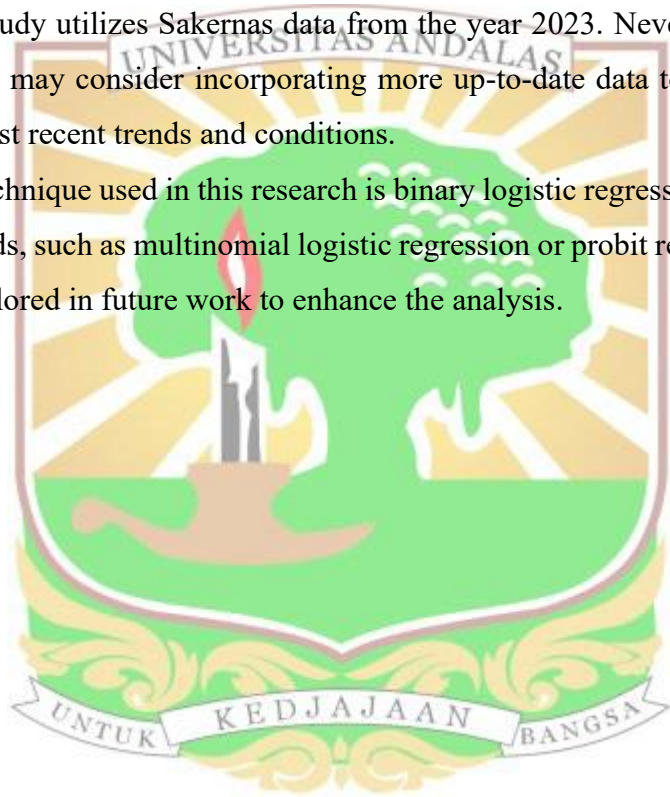 udy utilizes Sakernas data from the year 2023. Neve
UNIVERSITAS ANDALAS
may consider incorporating more up-to-date data t
st recent trends and conditions.
chnique used in this research is binary logistic regress
ds, such as multinomial logistic regression or probit re
lored in future work to enhance the analysis.
UNTUK KEDJAJAAN BANGSA